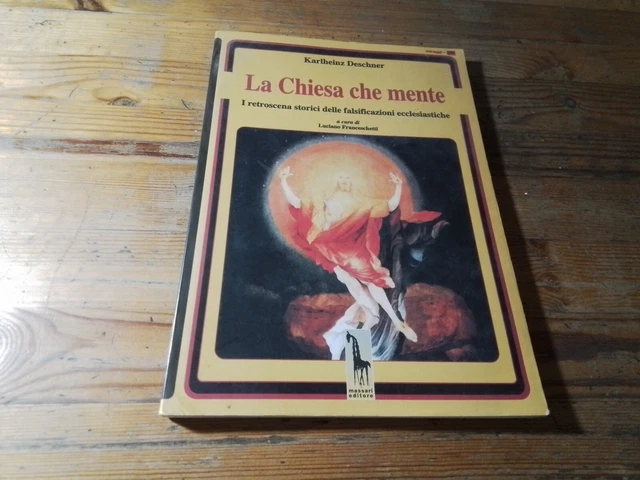 Karlheinz Deschner
La Chiesa che mente
I retroscena storici delle falsificazioni ecclesiastiche
a cura di
Luciano Franceschetti
massari
editore